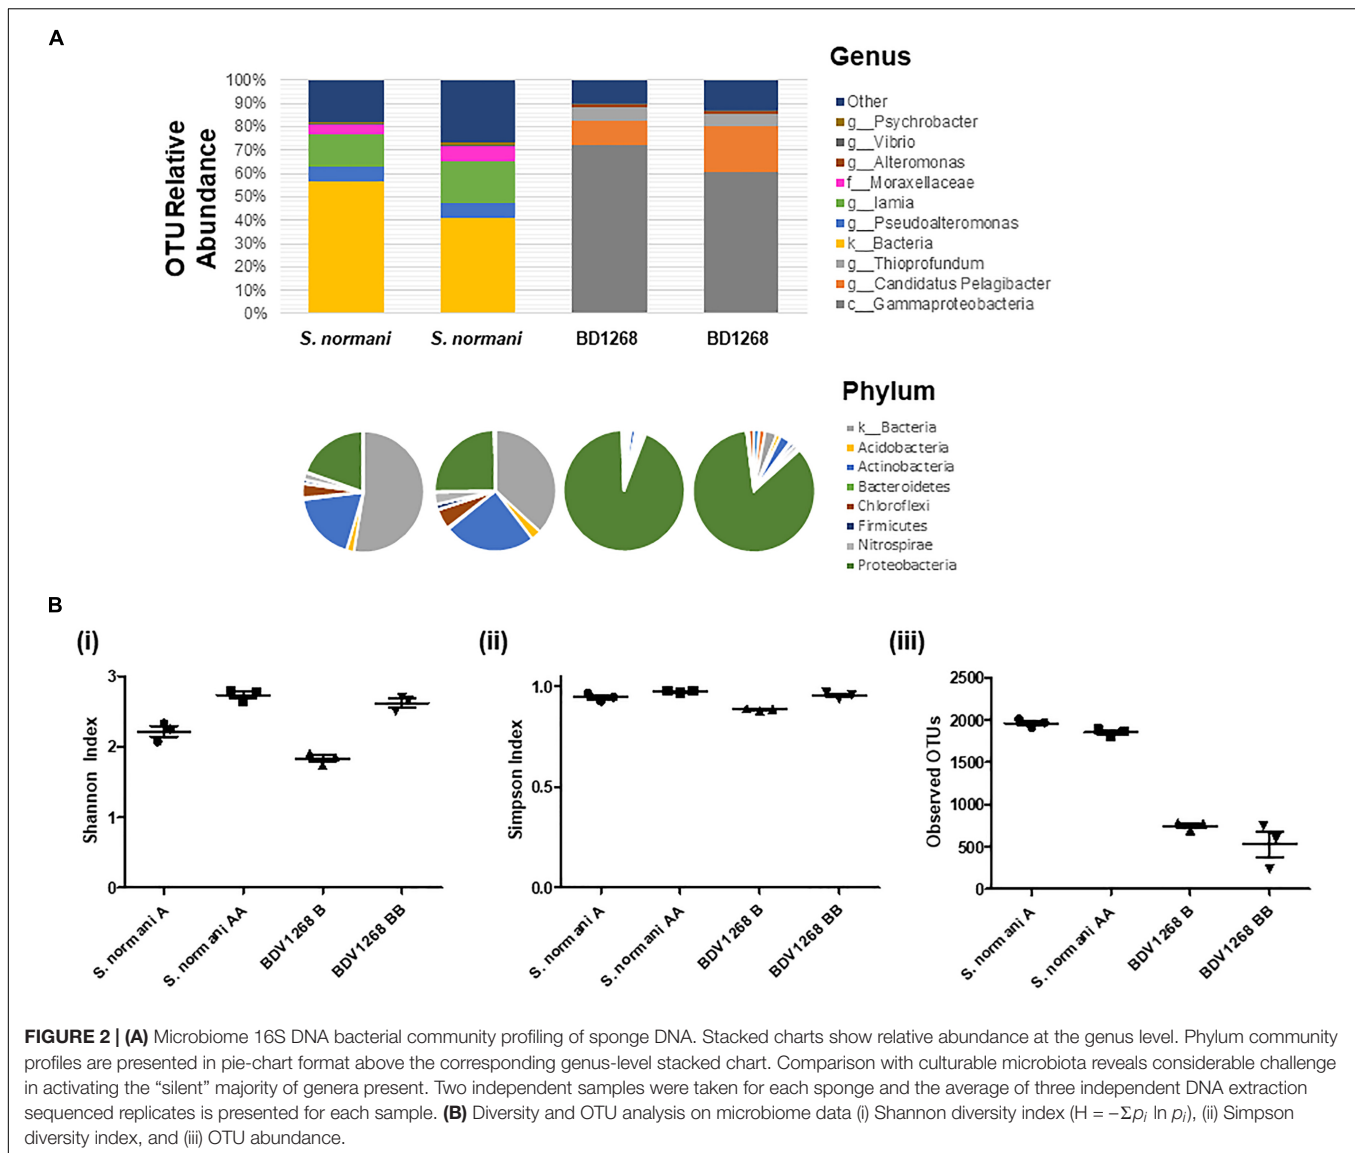 A
Genus
OTU Relative
Abundance
100%
90%
80%
70%
60%
50%
40%
30%
20%
10%
0%
S. normani
S. normani
BD1268
BD1268
Other
g__Psychrobacter
g__Vibrio
g__Alteromonas
f__Moraxellaceae
g__Iamia
g__Pseudoalteromonas
k__Bacteria
g__Thioprofundum
g__Candidatus Pelagibacter
c__Gammaproteobacteria
Phylum
k__Bacteria
Acidobacteria
Actinobacteria
Bacteroidetes
Chloroflexi
Firmicutes
Nitrospirae
Proteobacteria
B
(i)
Shannon Index
3
2
1
0
S. normani A
S. normani AA
BDV1268 B
BDV1268 BB
(ii)
Simpson Index
1.0
0.5
0.0
S. normani A
S. normani AA
BDV1268 B
BDV1268 BB
(iii)
Observed OTUs
2500
2000
1500
1000
500
0
S. normani A
S. normani AA
BDV1268 B
BDV1268 BB
FIGURE 2 | (A) Microbiome 16S DNA bacterial community profiling of sponge DNA. Stacked charts show relative abundance at the genus level. Phylum community
profiles are presented in pie-chart format above the corresponding genus-level stacked chart. Comparison with culturable microbiota reveals considerable challenge
in activating the “silent” majority of genera present. Two independent samples were taken for each sponge and the average of three independent DNA extraction
sequenced replicates is presented for each sample. (B) Diversity and OTU analysis on microbiome data (i) Shannon diversity index (H = −Σpi ln pi), (ii) Simpson
diversity index, and (iii) OTU abundance.